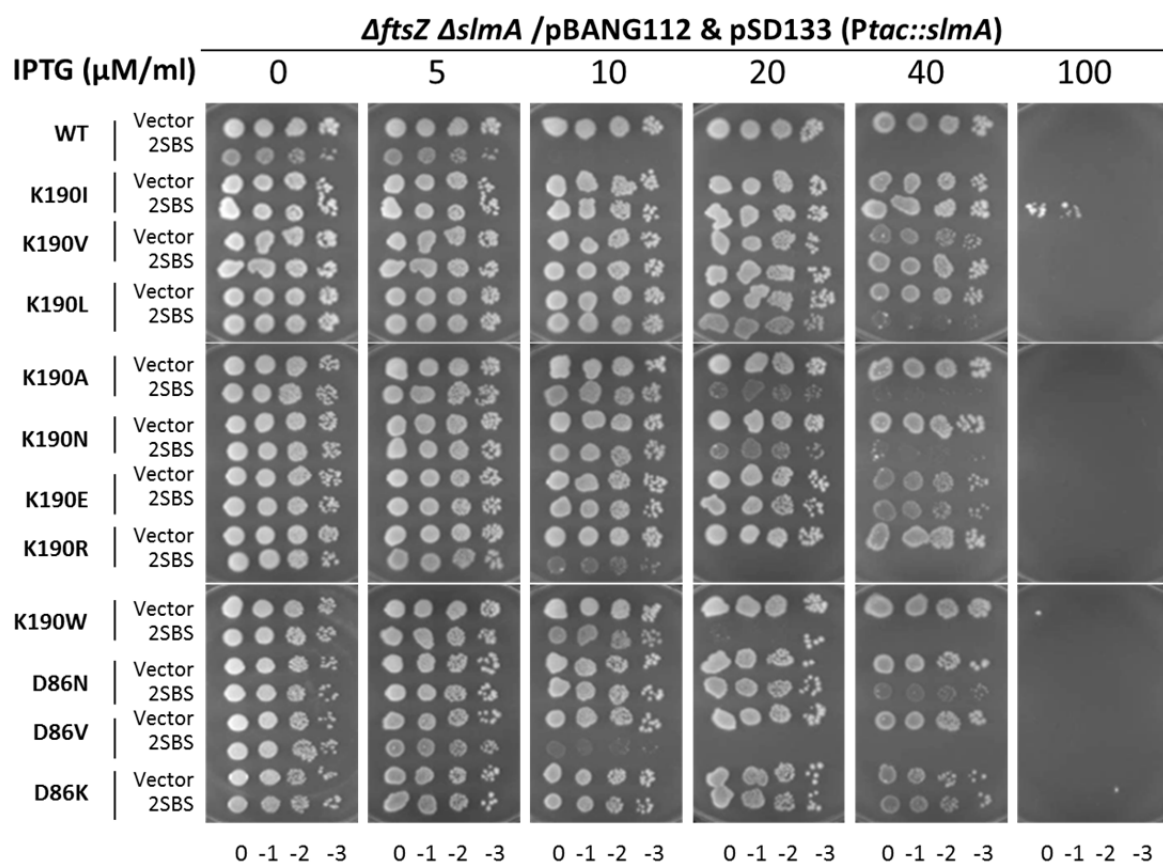 ΔftsZ ΔslmA /pBANG112 & pSD133 (Ptac::slmA)
IPTG (µM/ml) 0 5 10 20 40 100
WT Vector
2SBS
K190I Vector
2SBS
K190V Vector
2SBS
K190L Vector
2SBS
K190A Vector
2SBS
K190N Vector
2SBS
K190E Vector
2SBS
K190R Vector
2SBS
K190W Vector
2SBS
D86N Vector
2SBS
D86V Vector
2SBS
D86K Vector
2SBS
0 -1 -2 -3 0 -1 -2 -3 0 -1 -2 -3 0 -1 -2 -3 0 -1 -2 -3 0 -1 -2 -3